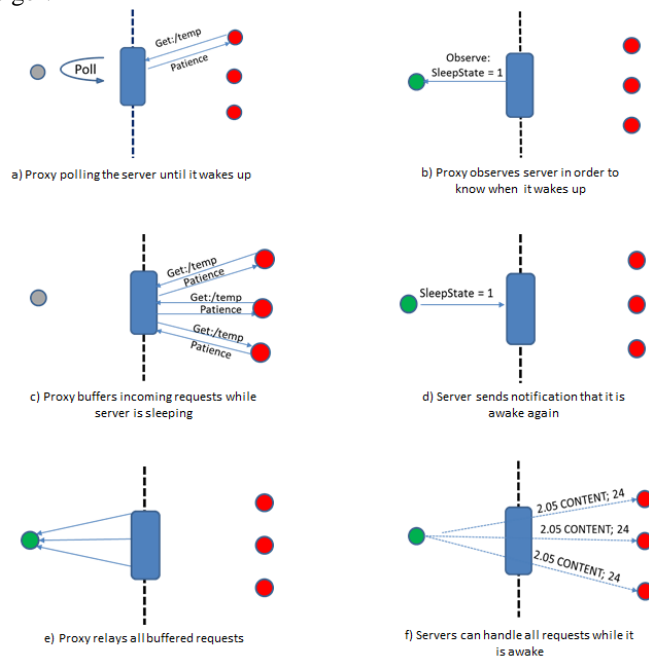 Get:/temp
Poll
Patience
a) Proxy polling the server until it wakes up
Observe:
SleepState = 1
b) Proxy observes server in order to
know when it wakes up
Get:/temp
Patience
Get:/temp
Patience
Get:/temp
Patience
c) Proxy buffers incoming requests while
server is sleeping
SleepState = 1
d) Server sends notification that it is
awake again
e) Proxy relays all buffered requests
2.05 CONTENT; 24
2.05 CONTENT; 24
2.05 CONTENT; 24
f) Servers can handle all requests while it
is awake